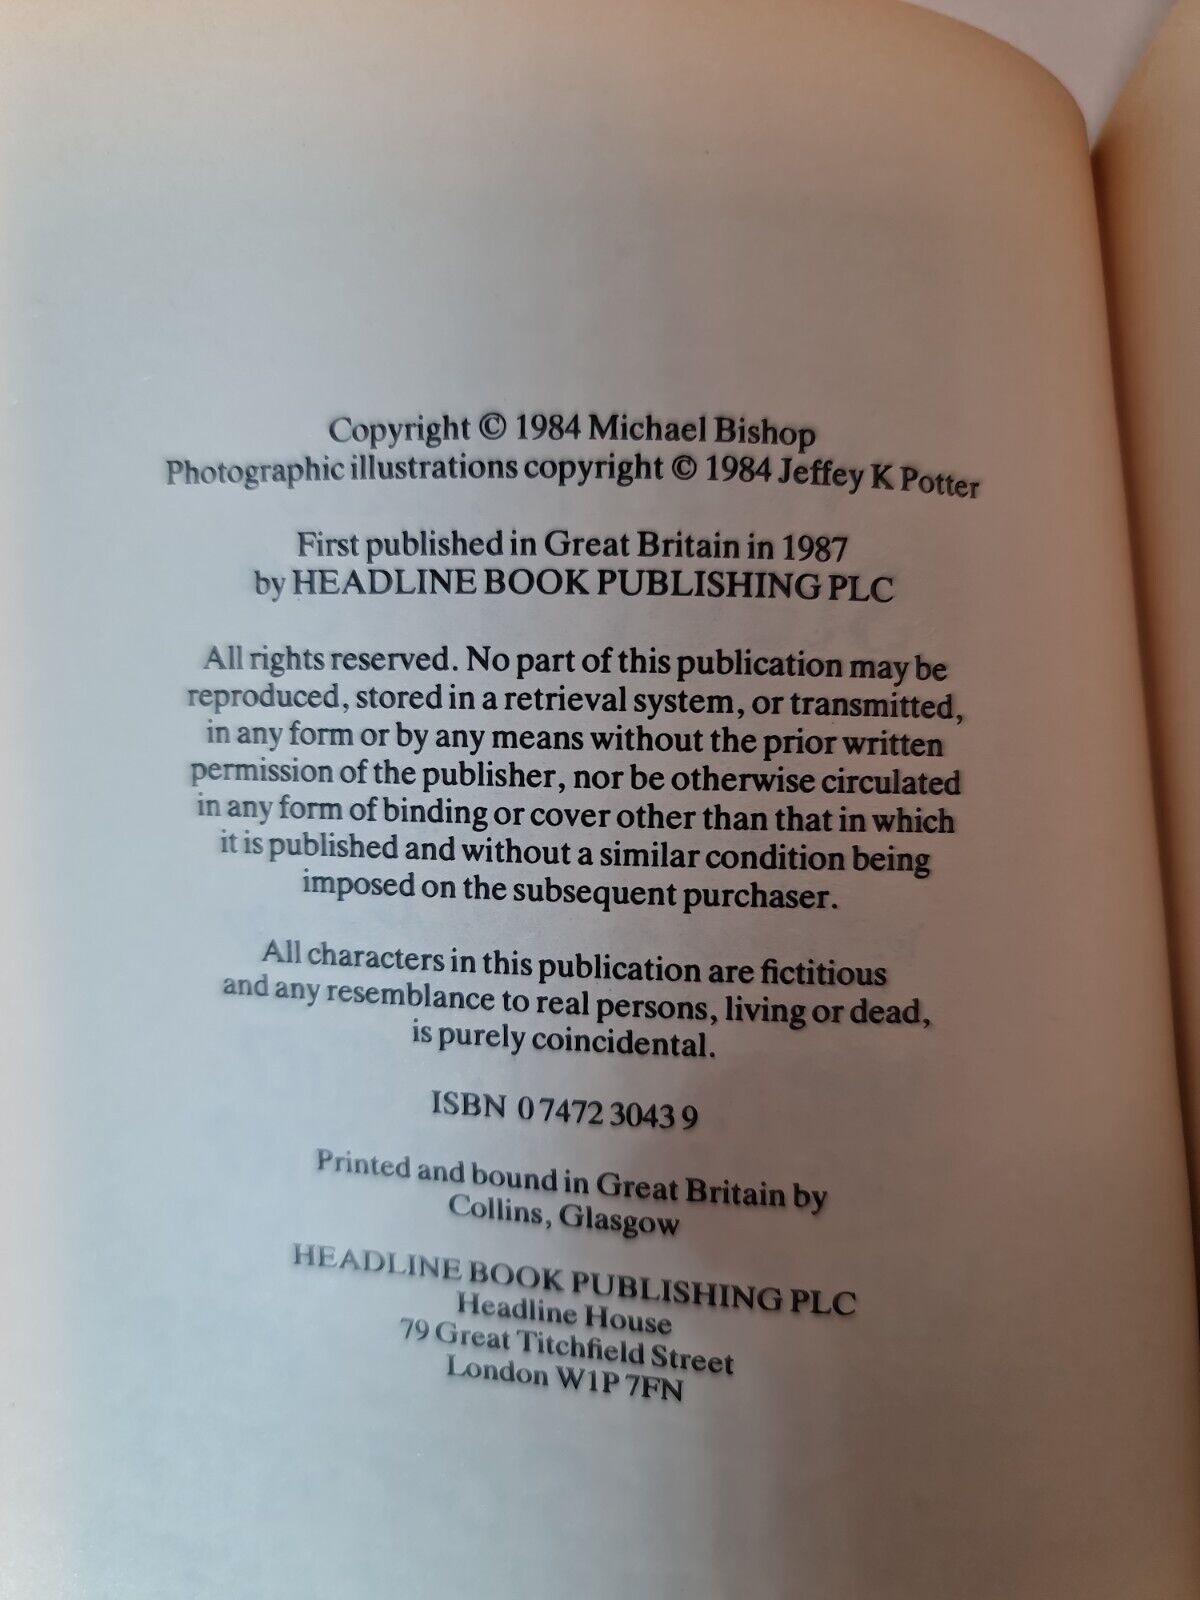 Copyright © 1984 Michael Bishop
Photographic illustrations copyright © 1984 Jeffey K Potter
First published in Great Britain in 1987
by HEADLINE BOOK PUBLISHING PLC
All rights reserved. No part of this publication may be
reproduced, stored in a retrieval system, or transmitted,
in any form or by any means without the prior written
permission of the publisher, nor be otherwise circulated
in any form of binding or cover other than that in which
it is published and without a similar condition being
imposed on the subsequent purchaser.
All characters in this publication are fictitious
and any resemblance to real persons, living or dead,
is purely coincidental.
ISBN 0 7472 3043 9
Printed and bound in Great Britain by
Collins, Glasgow
HEADLINE BOOK PUBLISHING PLC
Headline House
79 Great Titchfield Street
London W1P 7FN